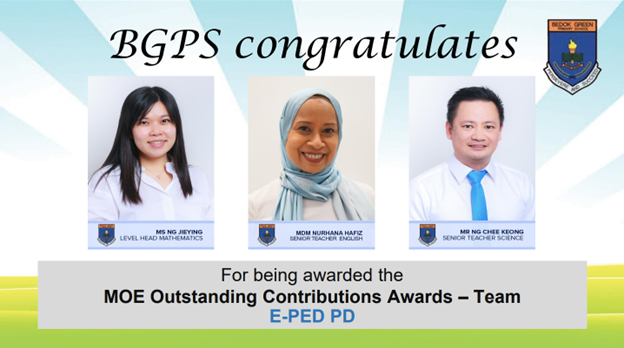 BGPS congratulates
BEDOK GREEN
PRIMARY SCHOOL
MS NG JIEYING
LEVEL HEAD MATHEMATICS
MDM NURHANA HAFIZ
SENIOR TEACHER ENGLISH
MR NG CHEE KEONG
SENIOR TEACHER SCIENCE
For being awarded the
MOE Outstanding Contributions Awards – Team
E-PED PD